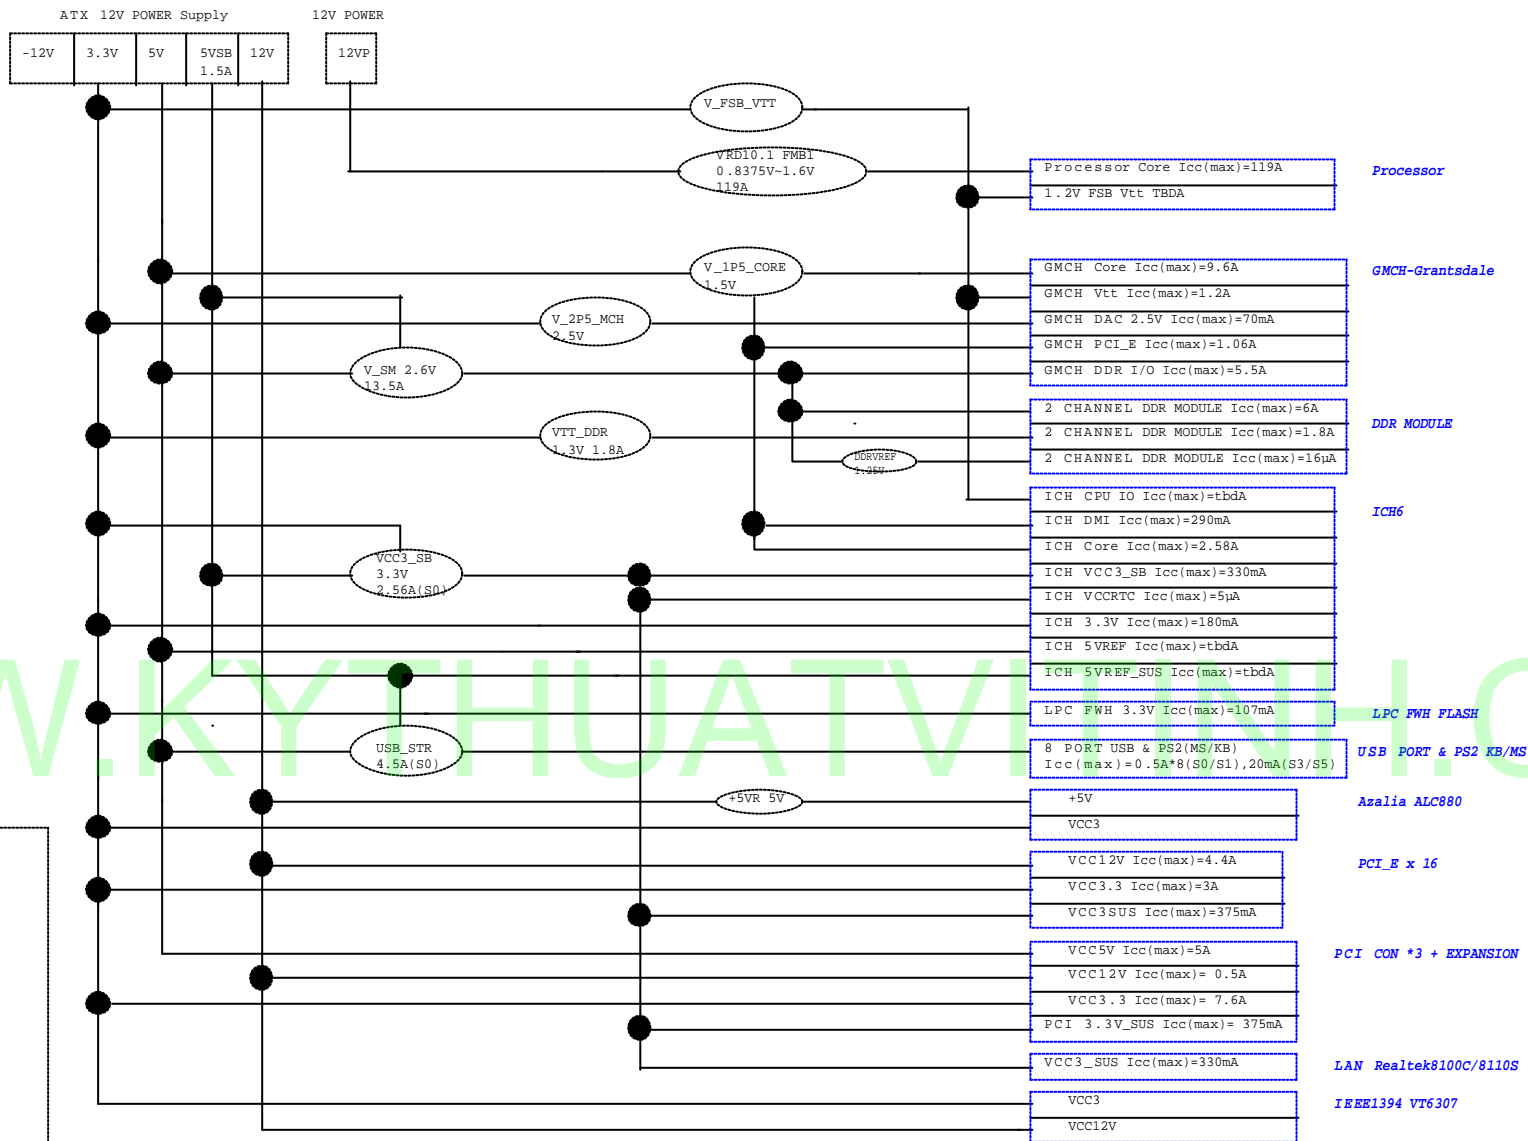 ATX 12V POWER Supply 12V POWER
-12V 3.3V 5V 5VSB 12V 12VP
1.5A
V_FSB_VTT
VRD10.1 FMB1
0.8375V~1.6V
119A
Processor Core Icc(max)=119A
Processor
1.2V FSB Vtt TBDA
V_1P5_CORE
1.5V
GMCH Core Icc(max)=9.6A
GMCH-Grantsdale
GMCH Vtt Icc(max)=1.2A
V_2P5_MCH
2.5V
GMCH DAC 2.5V Icc(max)=70mA
GMCH PCI_E Icc(max)=1.06A
V_SM 2.6V
13.5A
GMCH DDR I/O Icc(max)=5.5A
2 CHANNEL DDR MODULE Icc(max)=6A
DDR MODULE
VTT_DDR
1.3V 1.8A
2 CHANNEL DDR MODULE Icc(max)=1.8A
DDRVREF
1.25V
2 CHANNEL DDR MODULE Icc(max)=16µA
ICH CPU IO Icc(max)=tbdA
ICH6
ICH DMI Icc(max)=290mA
ICH Core Icc(max)=2.58A
VCC3_SB
3.3V
2.56A(S0)
ICH VCC3_SB Icc(max)=330mA
ICH VCCRTC Icc(max)=5µA
ICH 3.3V Icc(max)=180mA
ICH 5VREF Icc(max)=tbdA
ICH 5VREF_SUS Icc(max)=tbdA
W.KYTHUATVITINH.C
LPC FWH 3.3V Icc(max)=107mA
LPC FWH FLASH
USB_STR
4.5A(S0)
8 PORT USB & PS2(MS/KB)
Icc(max)=0.5A*8(S0/S1),20mA(S3/S5)
USB PORT & PS2 KB/MS
+5VR 5V
+5V
Azalia ALC880
VCC3
VCC12V Icc(max)=4.4A
PCI_E x 16
VCC3.3 Icc(max)=3A
VCC3SUS Icc(max)=375mA
VCC5V Icc(max)=5A
PCI CON *3 + EXPANSION
VCC12V Icc(max)= 0.5A
VCC3.3 Icc(max)= 7.6A
PCI 3.3V_SUS Icc(max)= 375mA
VCC3_SUS Icc(max)=330mA
LAN Realtek8100C/8110S
VCC3
IEEE1394 VT6307
VCC12V